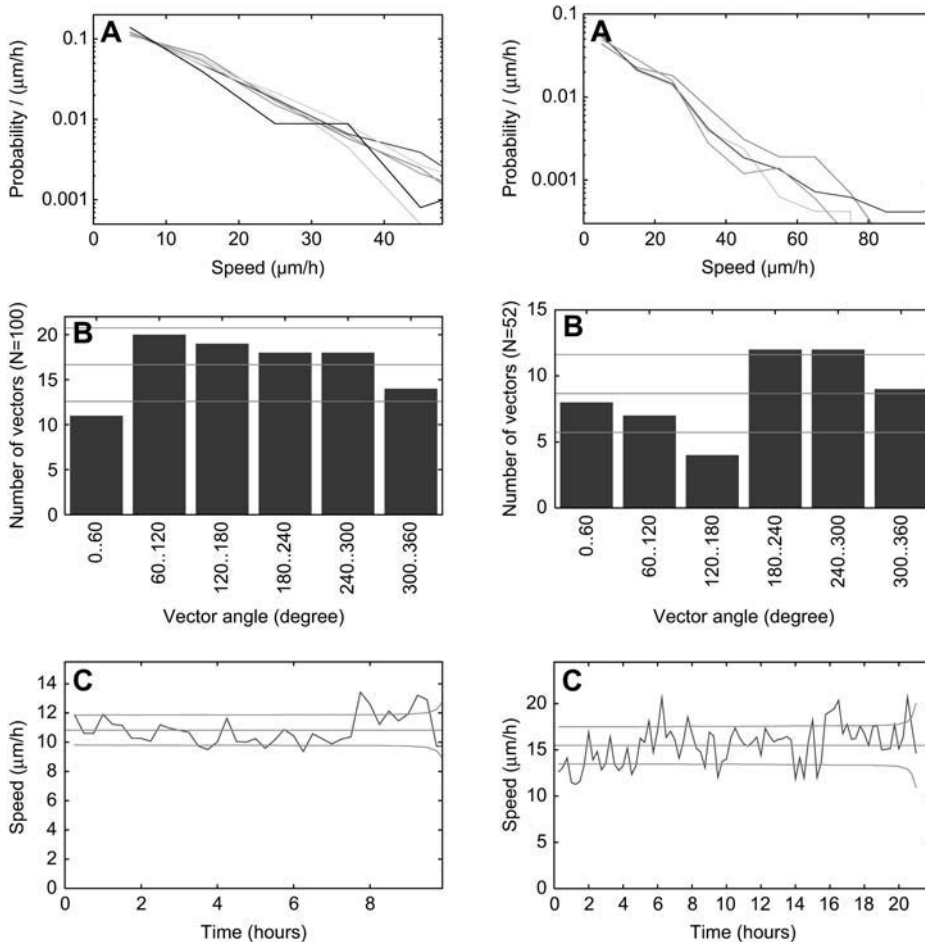 A
0.1
0.01
0.001
Probability / (μm/h)
0 10 20 30 40
Speed (μm/h)
A
0.1
0.01
0.001
Probability / (μm/h)
0 20 40 60 80
Speed (μm/h)
B
20
15
10
5
0
Number of vectors (N=100)
0..60
60..120
120..180
180..240
240..300
300..360
Vector angle (degree)
B
15
10
5
0
Number of vectors (N=52)
0..60
60..120
120..180
180..240
240..300
300..360
Vector angle (degree)
C
14
12
10
8
6
4
2
0
Speed (μm/h)
0 2 4 6 8
Time (hours)
C
20
15
10
5
0
Speed (μm/h)
0 2 4 6 8 10 12 14 16 18 20
Time (hours)